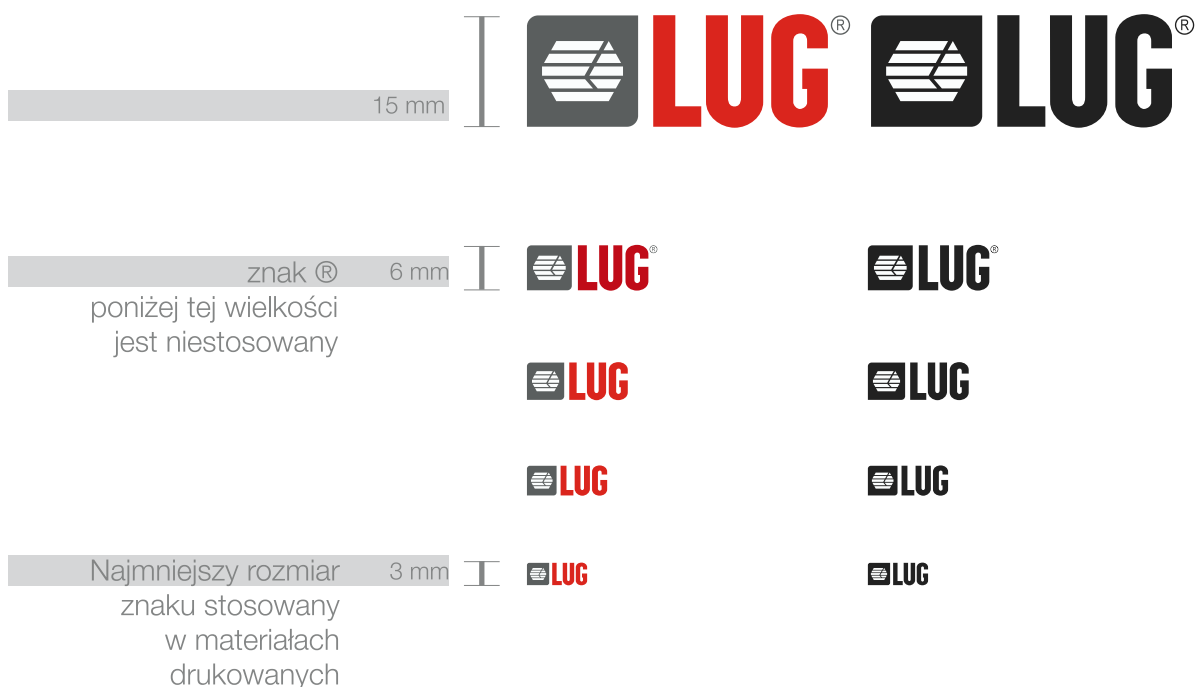 15 mm
LUG® LUG®
znak ® 6 mm
LUG® LUG®
poniżej tej wielkości
jest niestosowany
LUG LUG
LUG LUG
Najmniejszy rozmiar 3 mm
LUG LUG
znaku stosowany
w materiałach
drukowanych